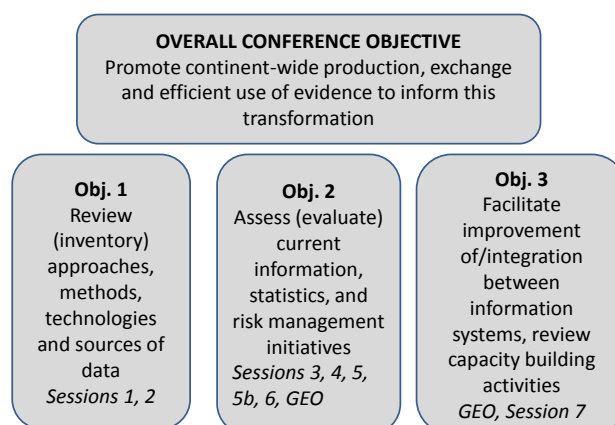 OVERALL CONFERENCE OBJECTIVE
Promote continent-wide production, exchange
and efficient use of evidence to inform this
transformation
Obj. 1
Review
(inventory)
approaches,
methods,
technologies
and sources of
data
Sessions 1, 2
Obj. 2
Assess (evaluate)
current
information,
statistics, and
risk management
initiatives
Sessions 3, 4, 5,
5b, 6, GEO
Obj. 3
Facilitate
improvement
of/integration
between
information
systems, review
capacity building
activities
GEO, Session 7